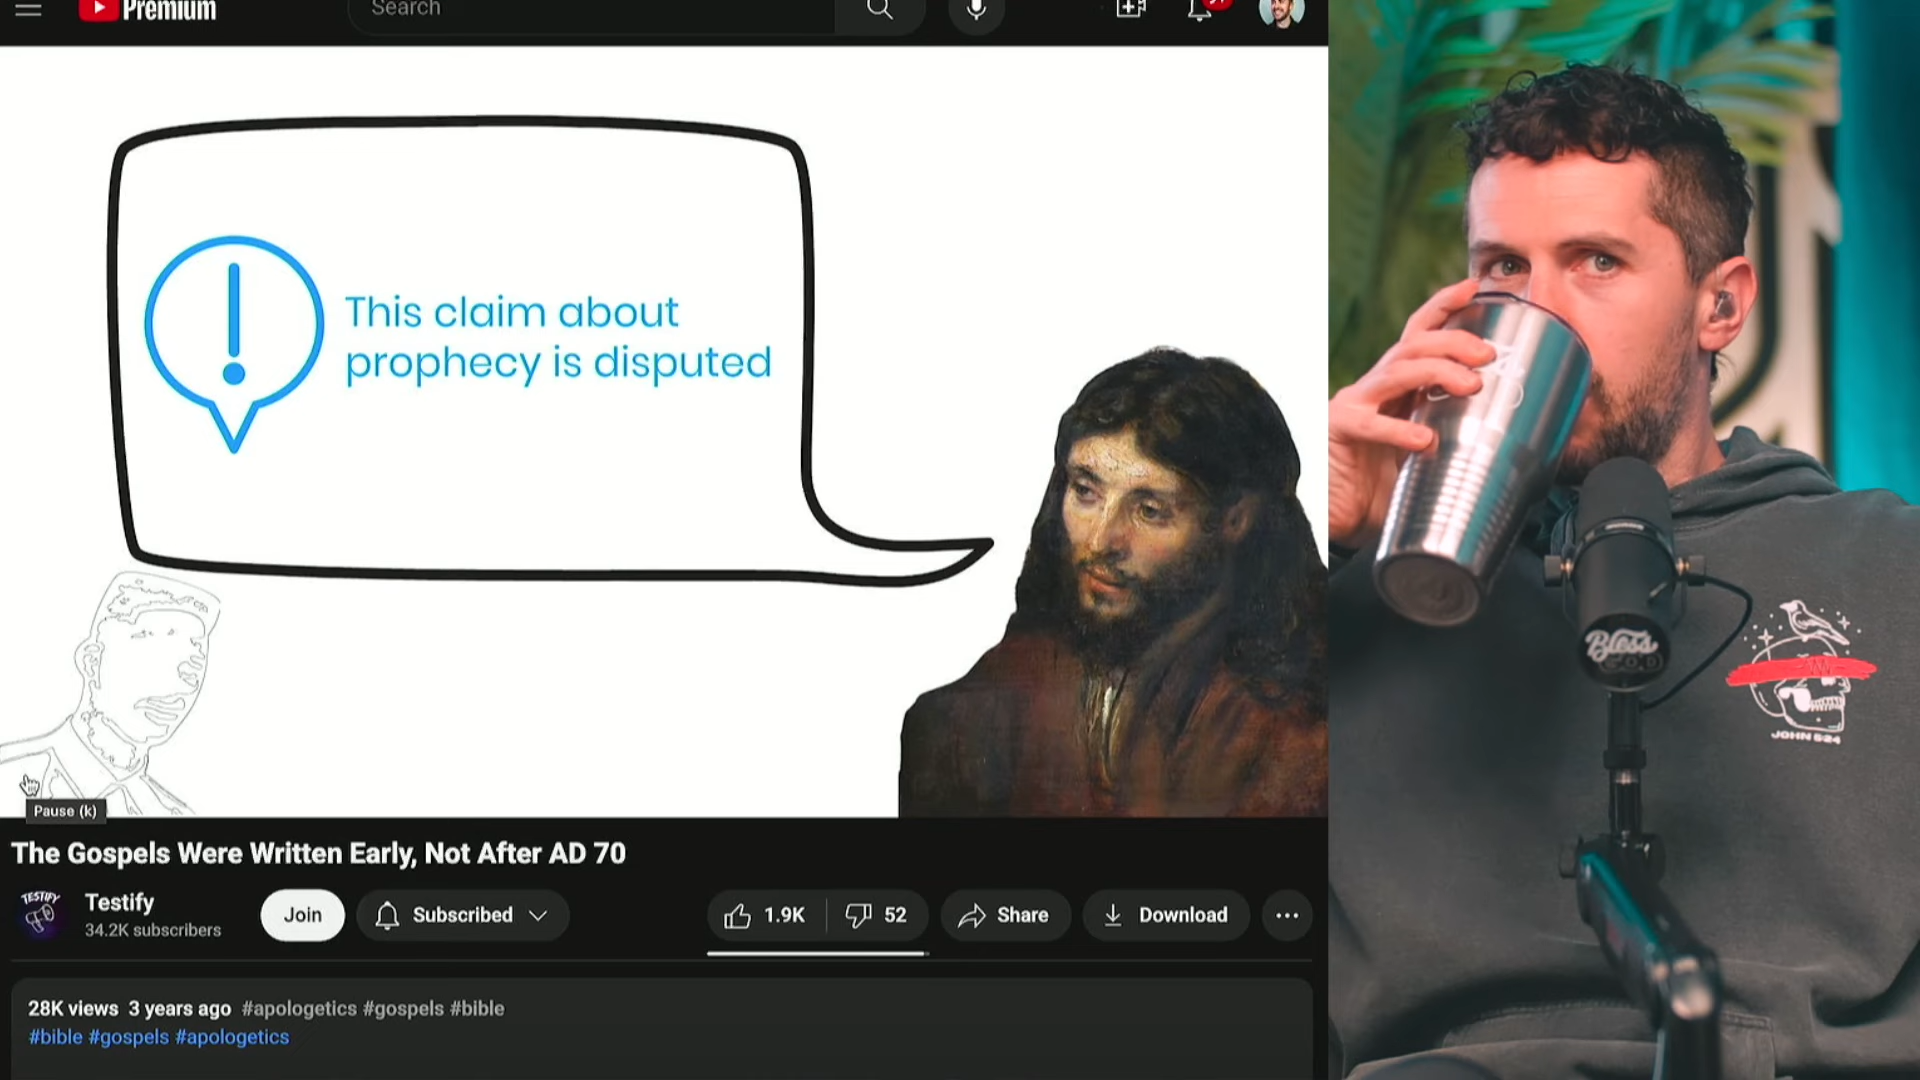 Premium
Search
This claim about
prophecy is disputed
Pause (k)
The Gospels Were Written Early, Not After AD 70
TESTIFY
Testify
34.2K subscribers
Join
Subscribed
1.9K
52
Share
Download
28K views 3 years ago #apologetics #gospels #bible
#bible #gospels #apologetics
Bless
GOD
JOHN 5:24